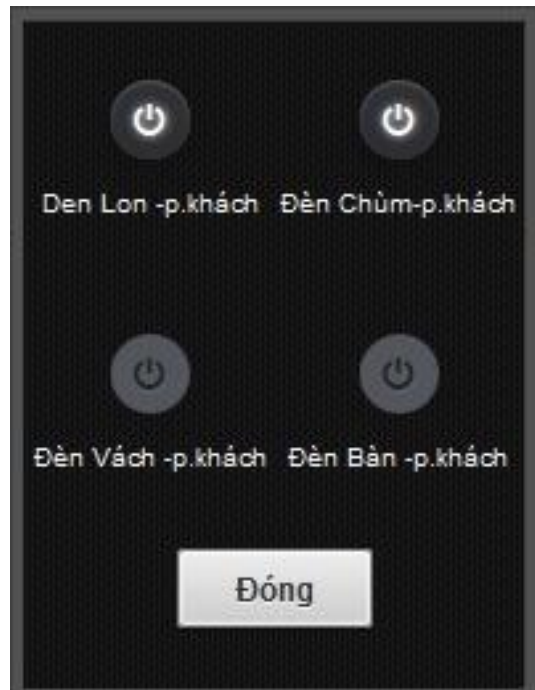 Den Lon -p.khách
Đèn Chùm-p.khách
Đèn Vách -p.khách
Đèn Bàn -p.khách
Đóng